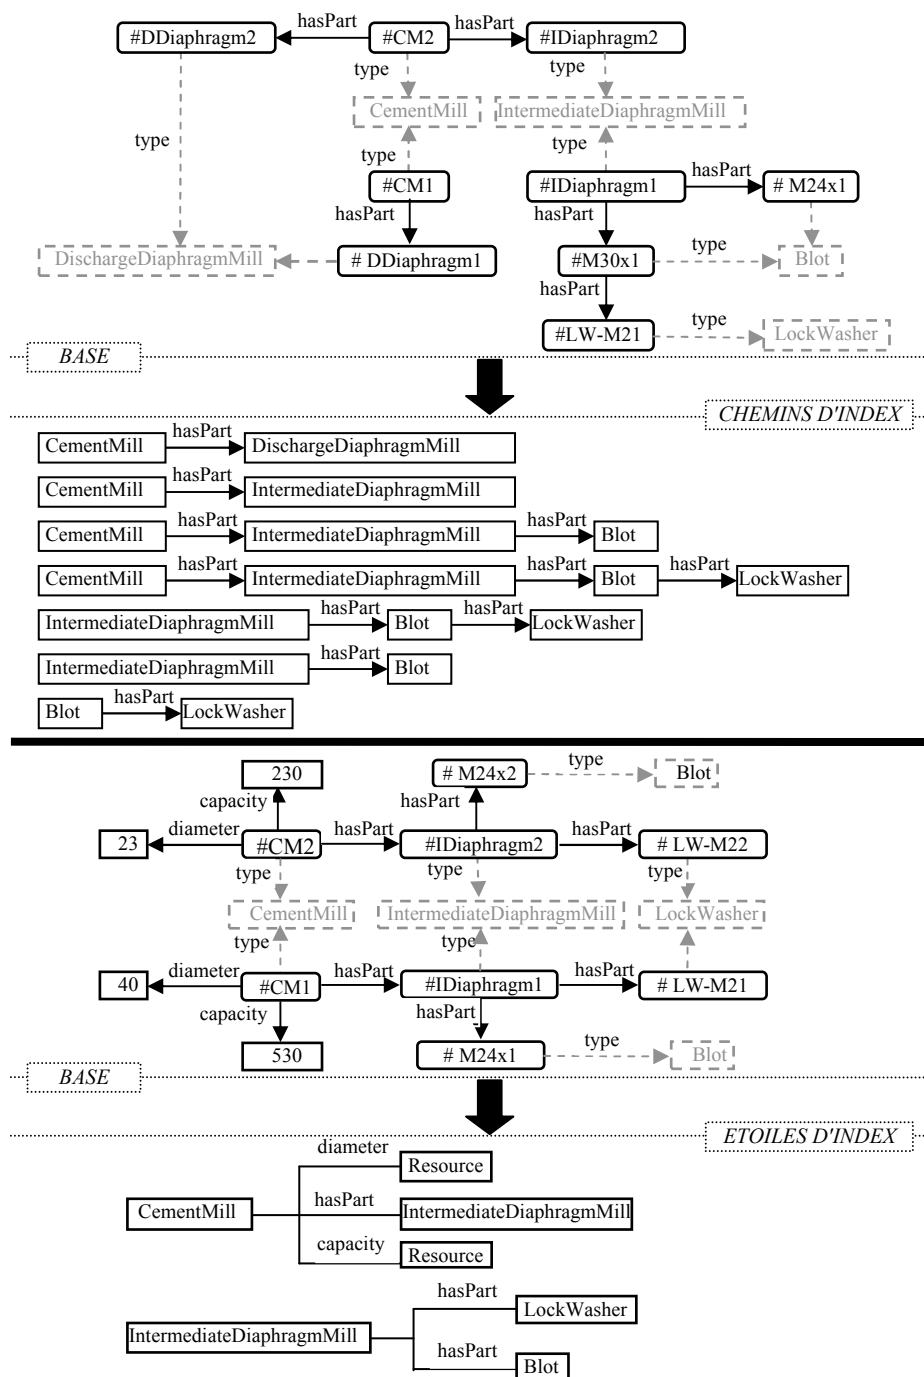 hasPart hasPart
#DDiaphragm2 #CM2 #IDiaphragm2
type type
CementMill IntermediateDiaphragmMill
type
type type
hasPart
#CM1 #IDiaphragm1 # M24x1
hasPart hasPart
type
DischargeDiaphragmMill # DDiaphragm1 #M30x1 Blot
hasPart
type
#LW-M21 LockWasher
BASE
CHEMINS D'INDEX
hasPart
CementMill DischargeDiaphragmMill
hasPart
CementMill IntermediateDiaphragmMill
hasPart hasPart
CementMill IntermediateDiaphragmMill Blot
hasPart hasPart hasPart
CementMill IntermediateDiaphragmMill Blot LockWasher
hasPart hasPart
IntermediateDiaphragmMill Blot LockWasher
hasPart
IntermediateDiaphragmMill Blot
hasPart
Blot LockWasher
type
230 # M24x2 Blot
capacity hasPart
diameter hasPart hasPart
23 #CM2 #IDiaphragm2 # LW-M22
type type type
CementMill IntermediateDiaphragmMill LockWasher
type type
diameter hasPart hasPart
40 #CM1 #IDiaphragm1 # LW-M21
capacity hasPart
type
530 # M24x1 Blot
BASE
ETOILES D'INDEX
diameter
Resource
hasPart
CementMill IntermediateDiaphragmMill
capacity
Resource
hasPart
LockWasher
IntermediateDiaphragmMill
hasPart
Blot